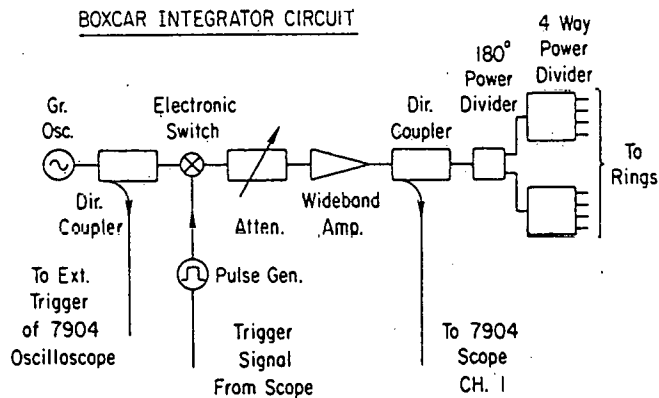 BOXCAR INTEGRATOR CIRCUIT
4 Way
Power
Divider
180°
Power
Divider
Gr.
Osc.
Electronic
Switch
Dir.
Coupler
To
Rings
Dir.
Coupler
Atten.
Wideband
Amp.
Pulse Gen.
To Ext.
Trigger
of 7904
Oscilloscope
Trigger
Signal
From Scope
To 7904
Scope
CH. 1